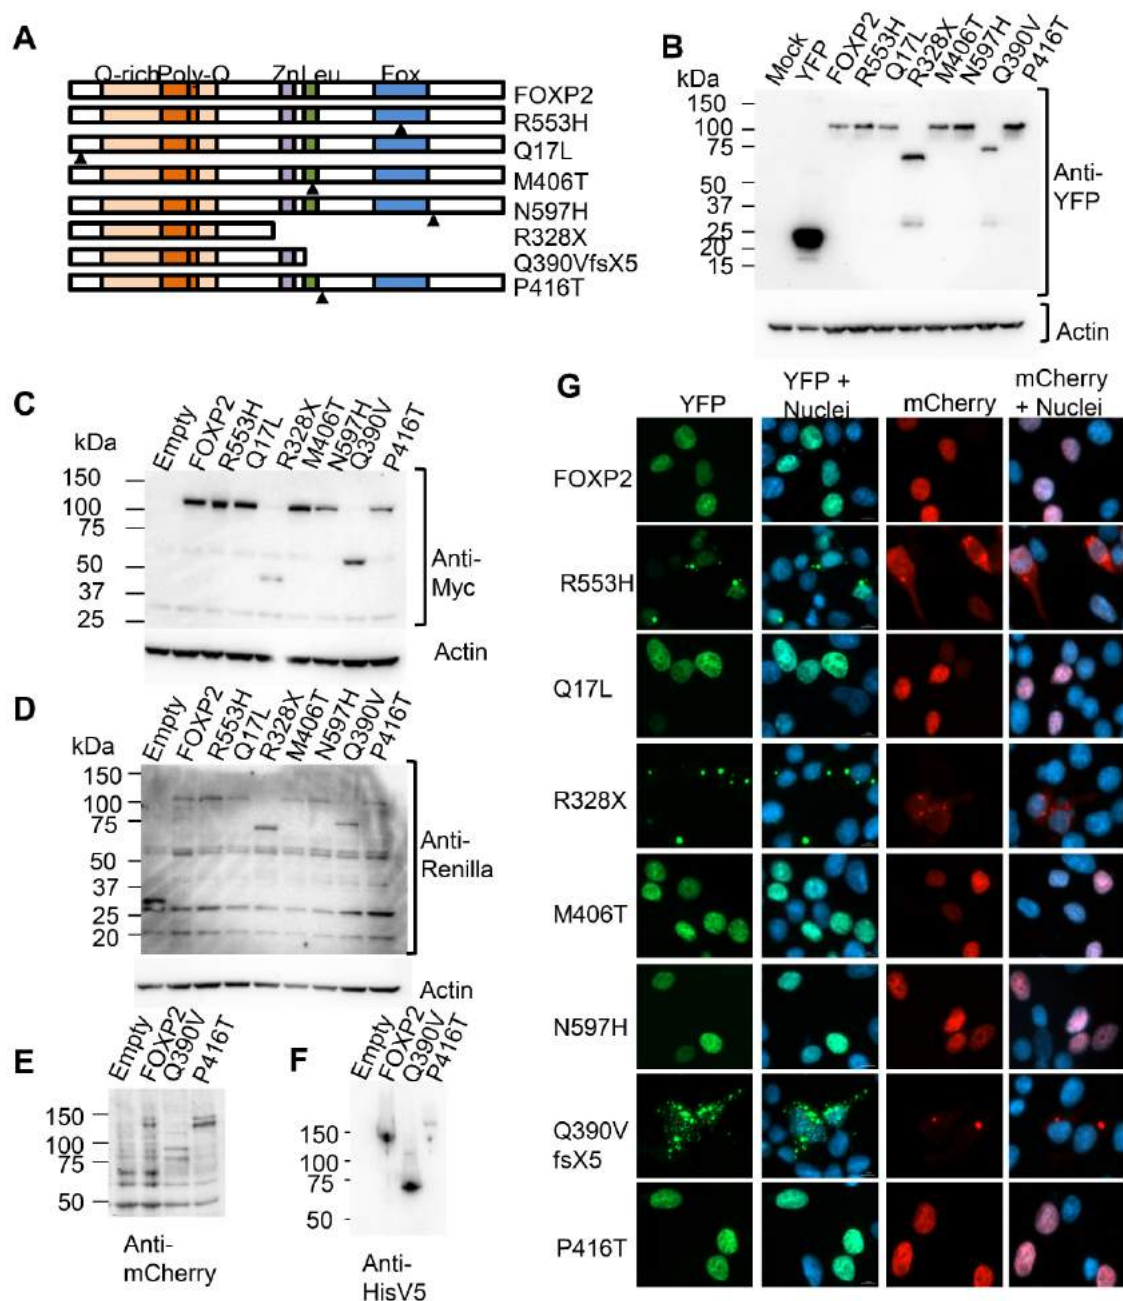 A
Q-rich Poly-Q Zn Leu Fox
FOXP2
R553H
Q17L
M406T
N597H
R328X
Q390VfsX5
P416T
B
kDa
Mock
YFP
FOXP2
R553H
Q17L
R328X
M406T
N597H
Q390V
P416T
150
100
75
50
37
25
20
15
Anti-
YFP
Actin
C
kDa
Empty
FOXP2
R553H
Q17L
R328X
M406T
N597H
Q390V
P416T
150
100
75
50
37
25
Anti-
Myc
Actin
D
kDa
Empty
FOXP2
R553H
Q17L
R328X
M406T
N597H
Q390V
P416T
150
100
75
50
37
25
20
Anti-
Renilla
Actin
E
Empty
FOXP2
Q390V
P416T
150
100
75
50
Anti-
mCherry
F
Empty
FOXP2
Q390V
P416T
150
100
75
50
Anti-
HisV5
G
YFP
YFP +
Nuclei
mCherry
mCherry
+ Nuclei
FOXP2
R553H
Q17L
R328X
M406T
N597H
Q390V
fsX5
P416T